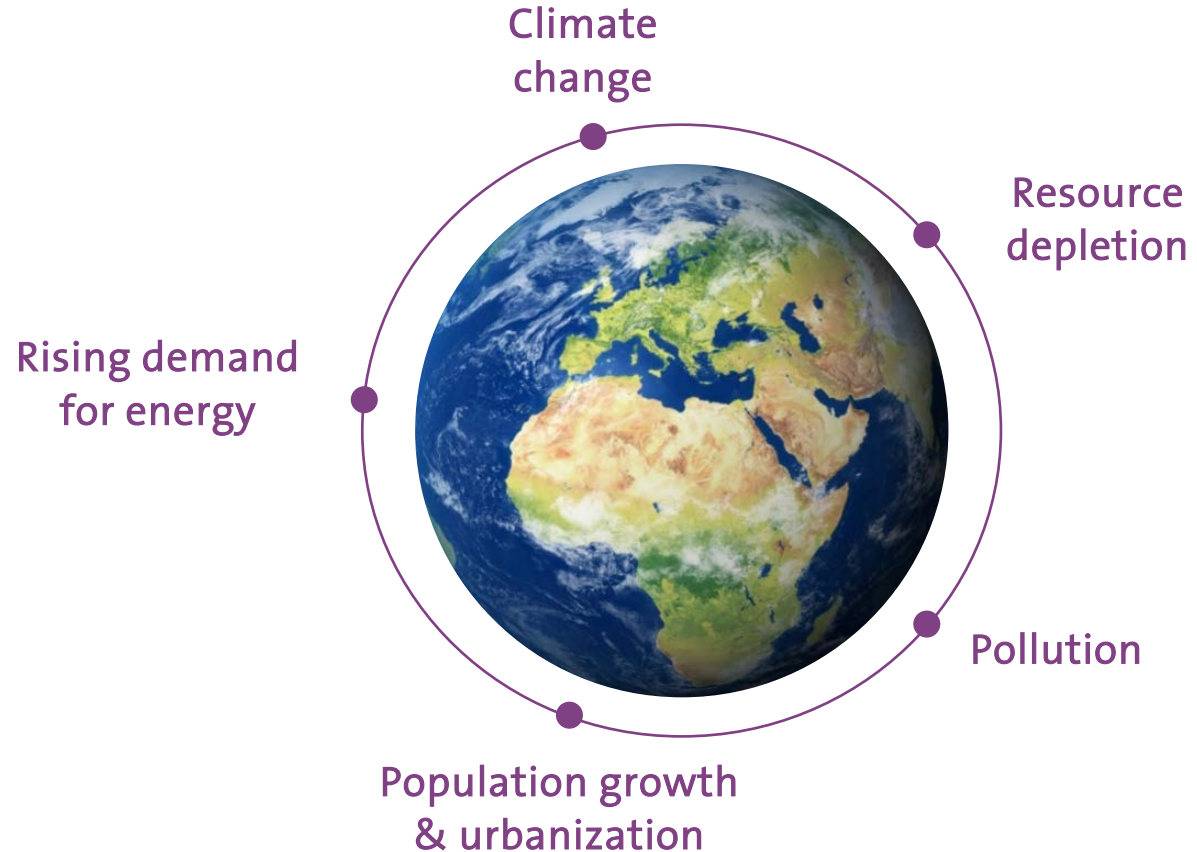 Climate
change
Resource
depletion
Rising demand
for energy
Pollution
Population growth
& urbanization